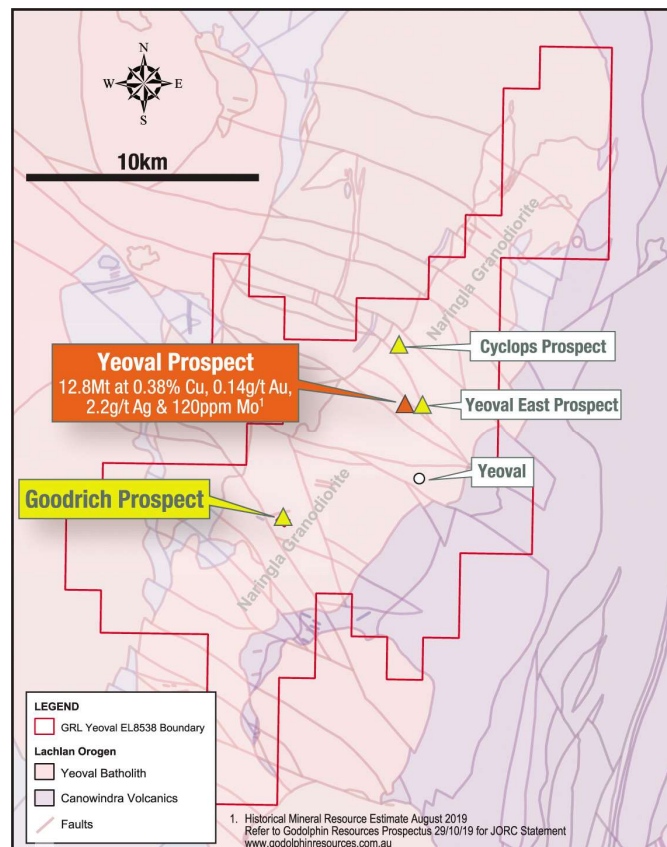 N
W E
S
10km
Naringla Granodiorite
Cyclops Prospect
Yeoval Prospect
12.8Mt at 0.38% Cu, 0.14g/t Au,
2.2g/t Ag & 120ppm Mo¹
Yeoval East Prospect
Yeoval
Goodrich Prospect
Naringla Granodiorite
LEGEND
GRL Yeoval EL8538 Boundary
Lachlan Orogen
Yeoval Batholith
Canowindra Volcanics
Faults
1. Historical Mineral Resource Estimate August 2019
Refer to Godolphin Resources Prospectus 29/10/19 for JORC Statement
www.godolphinresources.com.au